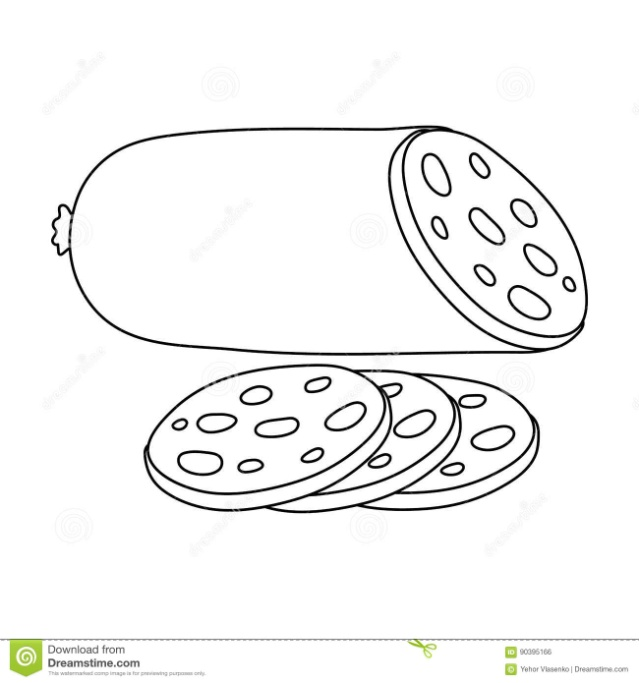 Download from
Dreamstime.com
This watermarked comp image is for previewing purposes only.
90395166
© Yehor Vlasenko | Dreamstime.com